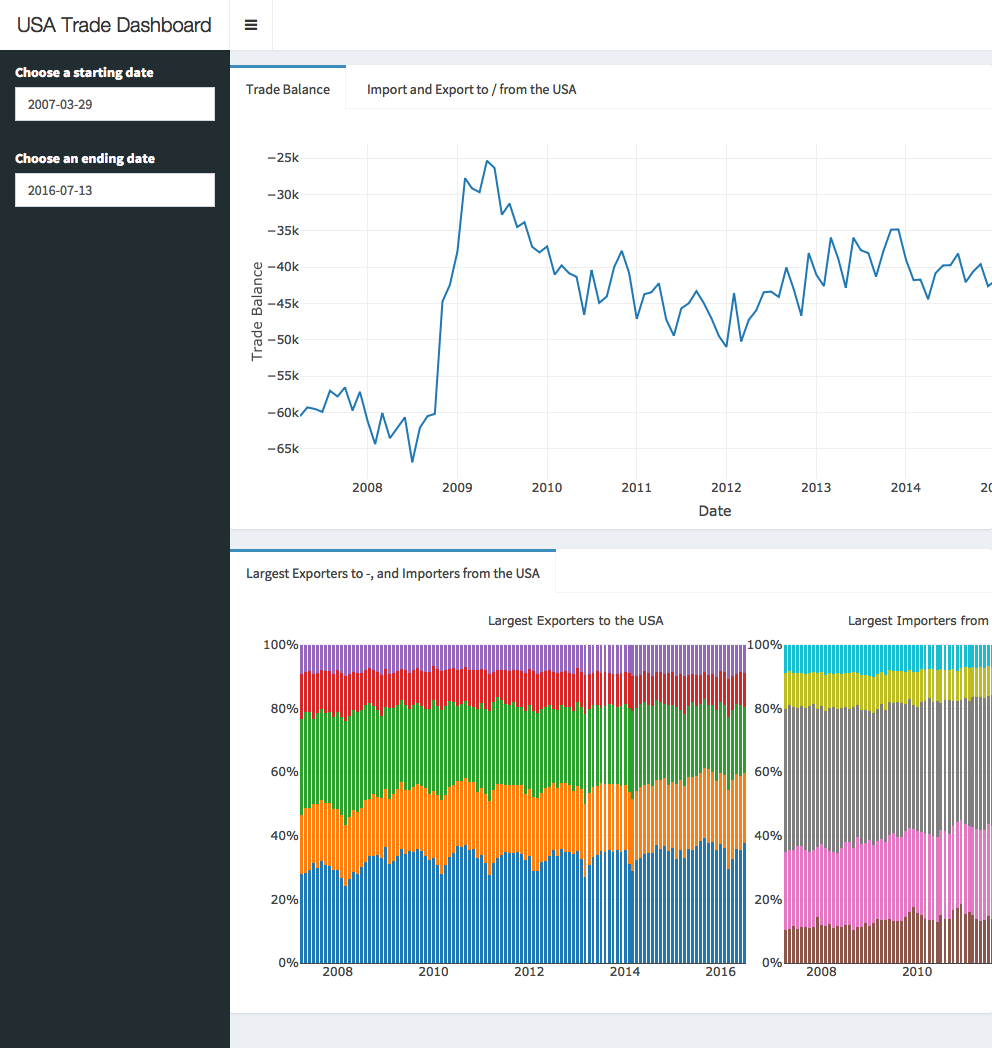 USA Trade Dashboard
Choose a starting date
2007-03-29
Choose an ending date
2016-07-13
Trade Balance
Import and Export to / from the USA
−25k
−30k
−35k
−40k
−45k
−50k
−55k
−60k
−65k
Trade Balance
2008
2009
2010
2011
2012
2013
2014
20
Date
Largest Exporters to -, and Importers from the USA
Largest Exporters to the USA
100%
80%
60%
40%
20%
0%
2008
2010
2012
2014
2016
Largest Importers from
100%
80%
60%
40%
20%
0%
2008
2010